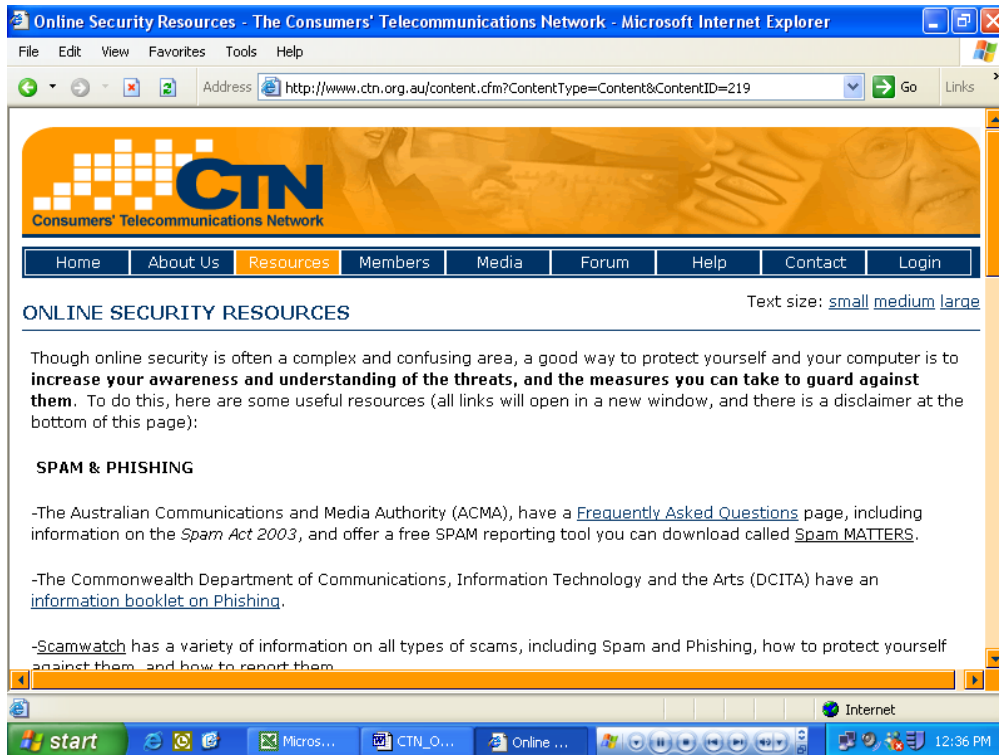 Online Security Resources - The Consumers' Telecommunications Network - Microsoft Internet Explorer
File Edit View Favorites Tools Help
Address http://www.ctn.org.au/content.cfm?ContentType=Content&ContentID=219 Go Links
CTN
Consumers' Telecommunications Network
Home About Us Resources Members Media Forum Help Contact Login
Text size: small medium large
ONLINE SECURITY RESOURCES
Though online security is often a complex and confusing area, a good way to protect yourself and your computer is to
increase your awareness and understanding of the threats, and the measures you can take to guard against
them. To do this, here are some useful resources (all links will open in a new window, and there is a disclaimer at the
bottom of this page):
SPAM & PHISHING
-The Australian Communications and Media Authority (ACMA), have a Frequently Asked Questions page, including
information on the Spam Act 2003, and offer a free SPAM reporting tool you can download called Spam MATTERS.
-The Commonwealth Department of Communications, Information Technology and the Arts (DCITA) have an
information booklet on Phishing.
-Scamwatch has a variety of information on all types of scams, including Spam and Phishing, how to protect yourself
against them, and how to report them
Internet
start Micros... CTN_O... Online ... 12:36 PM